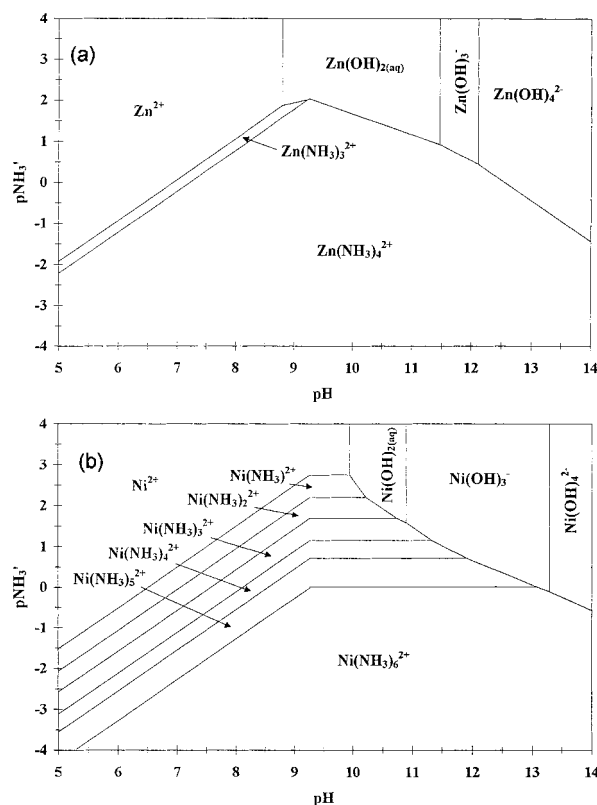 (a)
4
3
2
1
0
-1
-2
-3
-4
pNH₃'
Zn²⁺
Zn(NH₃)₃²⁺
Zn(NH₃)₄²⁺
Zn(OH)₂₍aq₎
Zn(OH)₃⁻
Zn(OH)₄²⁻
5 6 7 8 9 10 11 12 13 14
pH
(b)
4
3
2
1
0
-1
-2
-3
-4
pNH₃'
Ni²⁺
Ni(NH₃)²⁺
Ni(NH₃)₂²⁺
Ni(NH₃)₃²⁺
Ni(NH₃)₄²⁺
Ni(NH₃)₅²⁺
Ni(NH₃)₆²⁺
Ni(OH)₂₍aq₎
Ni(OH)₃⁻
Ni(OH)₄²⁻
5 6 7 8 9 10 11 12 13 14
pH